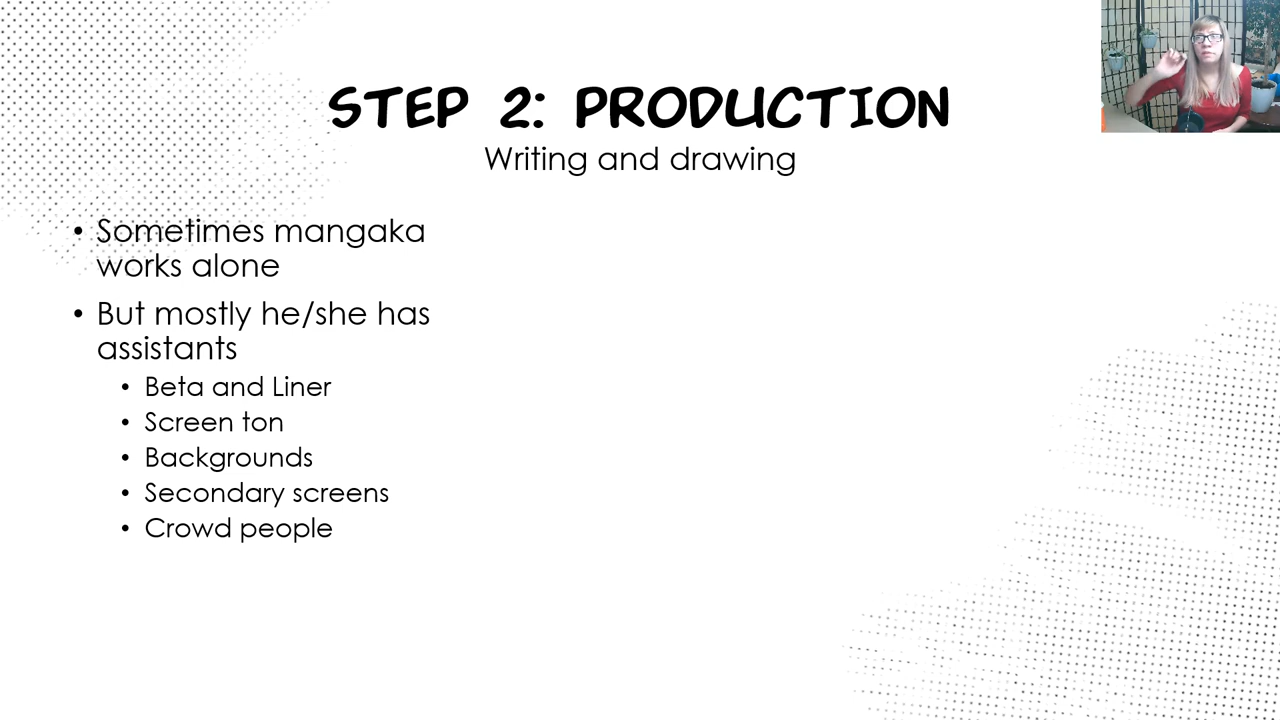 STEP 2: PRODUCTION
Writing and drawing
• Sometimes mangaka
works alone
• But mostly he/she has
assistants
• Beta and Liner
• Screen ton
• Backgrounds
• Secondary screens
• Crowd people